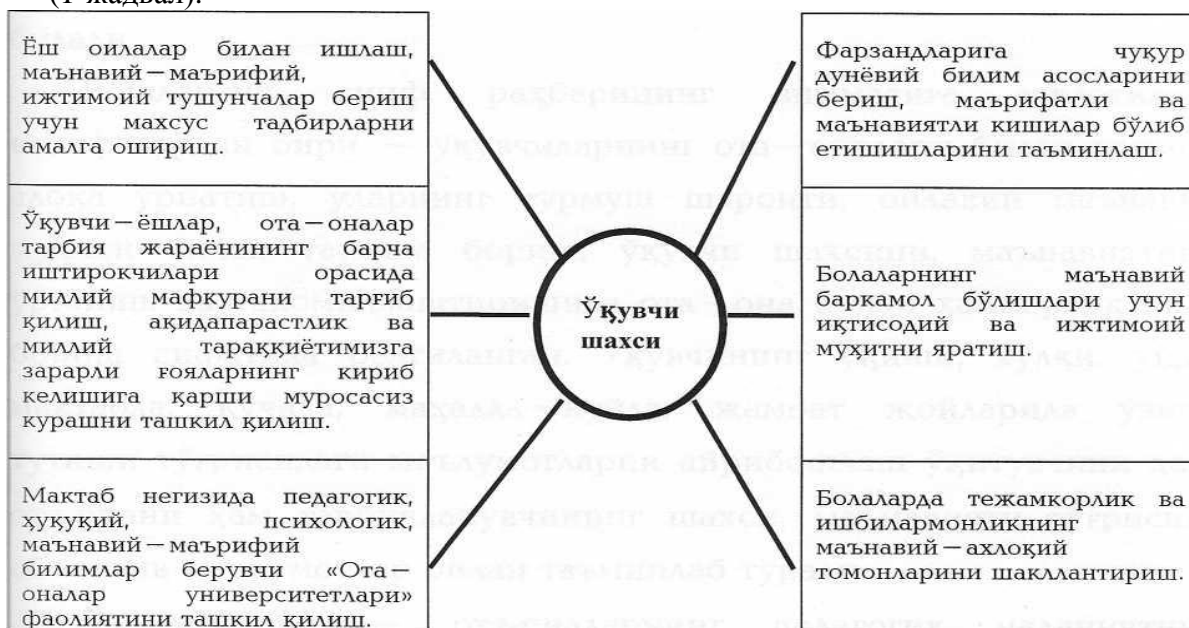 (1-жадвал).
Ёш оилалар билан ишлаш,
маънавий–маърифий,
ижтимоий тушунчалар бериш
учун махсус тадбирларни
амалга ошириш.
Ўқувчи–ёшлар, ота–оналар
тарбия жараёнининг барча
иштирокчилари орасида
миллий мафкурани тарғиб
қилиш, ақидапарастлик ва
миллий тараққиётимизга
зарарли ғояларнинг кириб
келишига қарши муросасиз
курашни ташкил қилиш.
Мактаб негизида педагогик,
ҳуқуқий, психологик,
маънавий–маърифий
билимлар берувчи «Ота–
оналар университетлари»
фаолиятини ташкил қилиш.
Ўқувчи
шахси
Фарзандларига чуқур
дунёвий билим асосларини
бериш, маърифатли ва
маънавиятли кишилар бўлиб
етишишларини таъминлаш.
Болаларнинг маънавий
баркамол бўлишлари учун
иқтисодий ва ижтимоий
муҳитни яратиш.
Болаларда тежамкорлик ва
ишбилармонликнинг
маънавий–ахлоқий
томонларини шакллантириш.